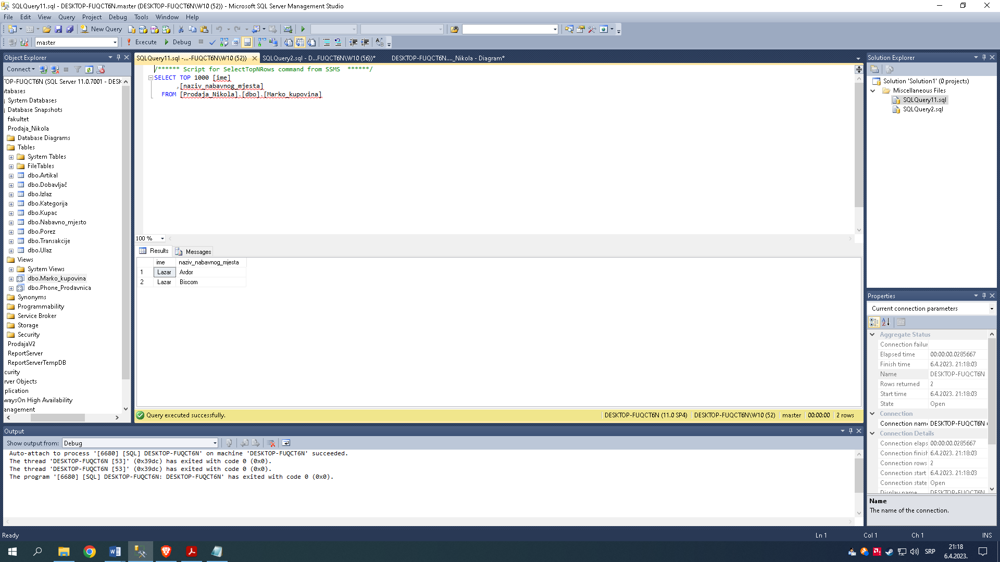 SQLQuery11.sql - DESKTOP-FUQCT6N.master (DESKTOP-FUQCT6N\W10 (52)) - Microsoft SQL Server Management Studio
File Edit View Query Project Debug Tools Window Help
New Query
master Execute Debug
Object Explorer
Connect
TOP-FUQCT6N (SQL Server 11.0.7001 - DESK
atabases
System Databases
Database Snapshots
fakultet
Prodaja_Nikola
Database Diagrams
Tables
System Tables
FileTables
dbo.Artikal
dbo.Dobavljač
dbo.Izlaz
dbo.Kategorija
dbo.Kupac
dbo.Nabavno_mjesto
dbo.Porez
dbo.Transakcije
dbo.Ulaz
Views
System Views
dbo.Marko_kupovina
dbo.Phone_Prodavnica
Synonyms
Programmability
Service Broker
Storage
Security
ProdajaV2
ReportServer
ReportServerTempDB
curity
rver Objects
plication
waysOn High Availability
anagement
SQLQuery11.sql -...-FUQCT6N\W10 (52)) SQLQuery2.sql - D...FUQCT6N\W10 (56))* DESKTOP-FUQCT6N...._Nikola - Diagram*
/****** Script for SelectTopNRows command from SSMS ******/
SELECT TOP 1000 [ime]
,[naziv_nabavnog_mjesta]
FROM [Prodaja_Nikola].[dbo].[Marko_kupovina]
100 %
Results Messages
ime naziv_nabavnog_mjesta
1 Lazar Ardor
2 Lazar Biscom
Query executed successfully. DESKTOP-FUQCT6N (11.0 SP4) DESKTOP-FUQCT6N\W10 (52) master 00:00:00 2 rows
Output
Show output from: Debug
Auto-attach to process '[6680] [SQL] DESKTOP-FUQCT6N' on machine 'DESKTOP-FUQCT6N' succeeded.
The thread 'DESKTOP-FUQCT6N [53]' (0x39dc) has exited with code 0 (0x0).
The thread 'DESKTOP-FUQCT6N [53]' (0x39dc) has exited with code 0 (0x0).
The program '[6680] [SQL] DESKTOP-FUQCT6N: DESKTOP-FUQCT6N' has exited with code 0 (0x0).
Solution Explorer
Solution 'Solution1' (0 projects)
Miscellaneous Files
SQLQuery11.sql
SQLQuery2.sql
Properties
Current connection parameters
Aggregate Status
Connection failur
Elapsed time 00:00:00.0285667
Finish time 6.4.2023. 21:18:03
Name DESKTOP-FUQCT6N
Rows returned 2
Start time 6.4.2023. 21:18:03
State Open
Connection
Connection nam DESKTOP-FUQCT6N
Connection Details
Connection elaps 00:00:00.0285667
Connection finish 6.4.2023. 21:18:03
Connection rows 2
Connection start 6.4.2023. 21:18:03
Connection state Open
Display name DESKTOP-FUQCT6N
Name
The name of the connection.
Ready Ln 1 Col 1 Ch 1 INS
SRP 21:18
6.4.2023.